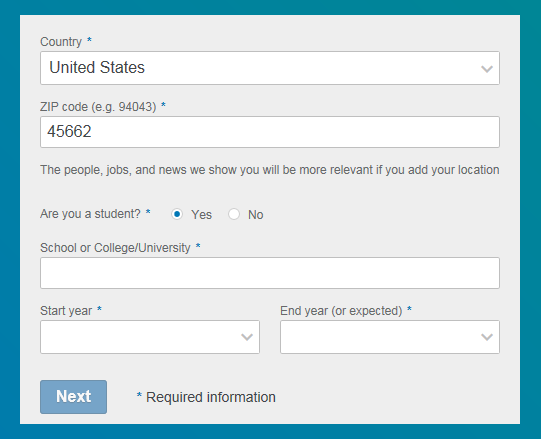 Country *
United States
ZIP code (e.g. 94043) *
45662
The people, jobs, and news we show you will be more relevant if you add your location
Are you a student? * Yes No
School or College/University *
Start year * End year (or expected) *
Next * Required information